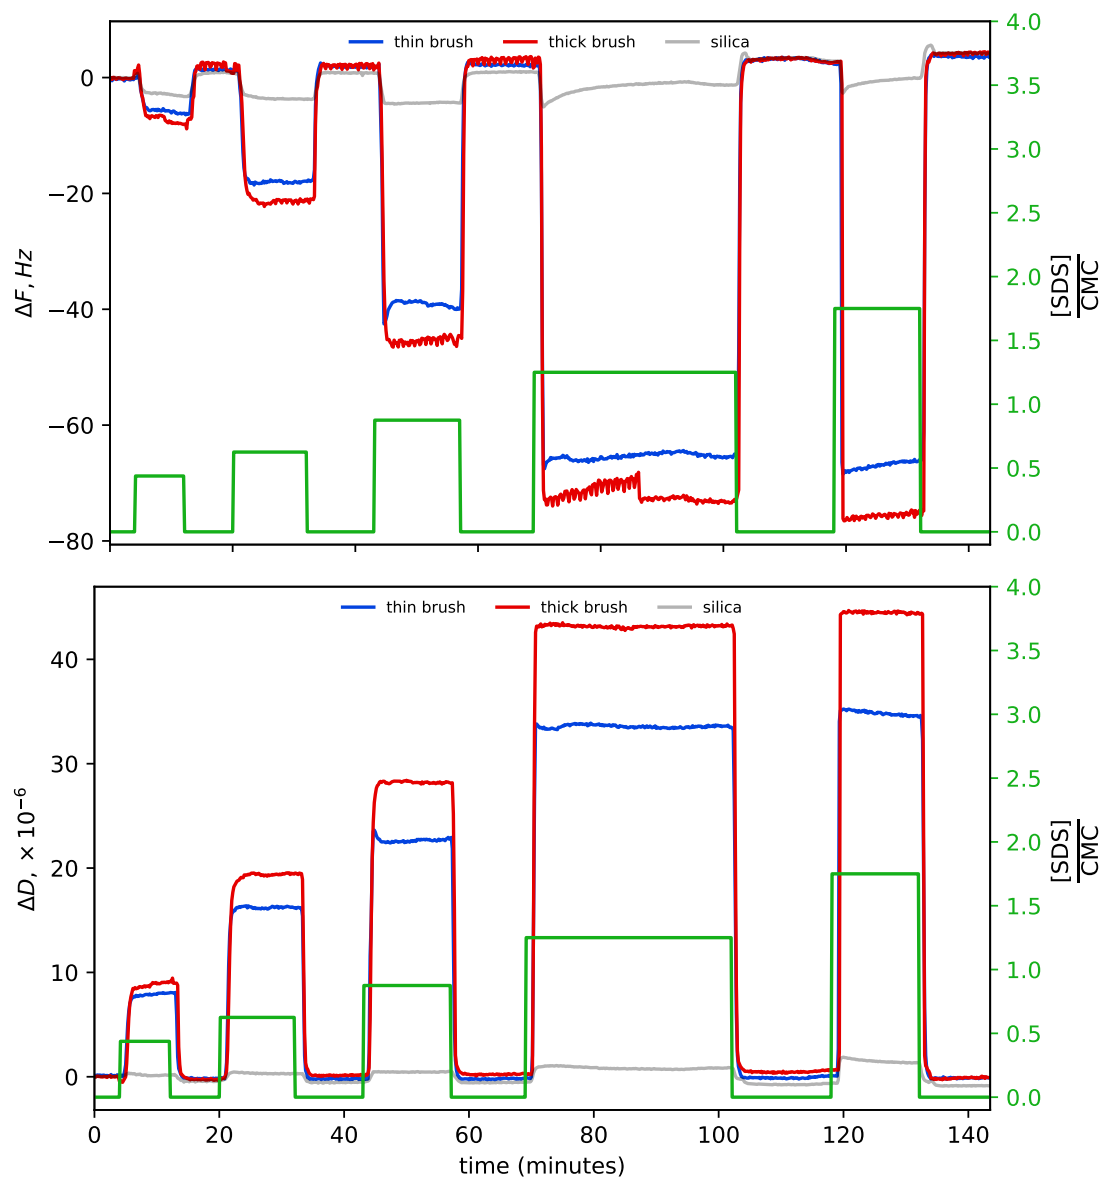 thin brush thick brush silica
0
−20
−40
−60
−80
ΔF, Hz
4.0
3.5
3.0
2.5
2.0
1.5
1.0
0.5
0.0
[SDS]
CMC
thin brush thick brush silica
40
30
20
10
0
ΔD, × 10⁻⁶
4.0
3.5
3.0
2.5
2.0
1.5
1.0
0.5
0.0
[SDS]
CMC
0 20 40 60 80 100 120 140
time (minutes)